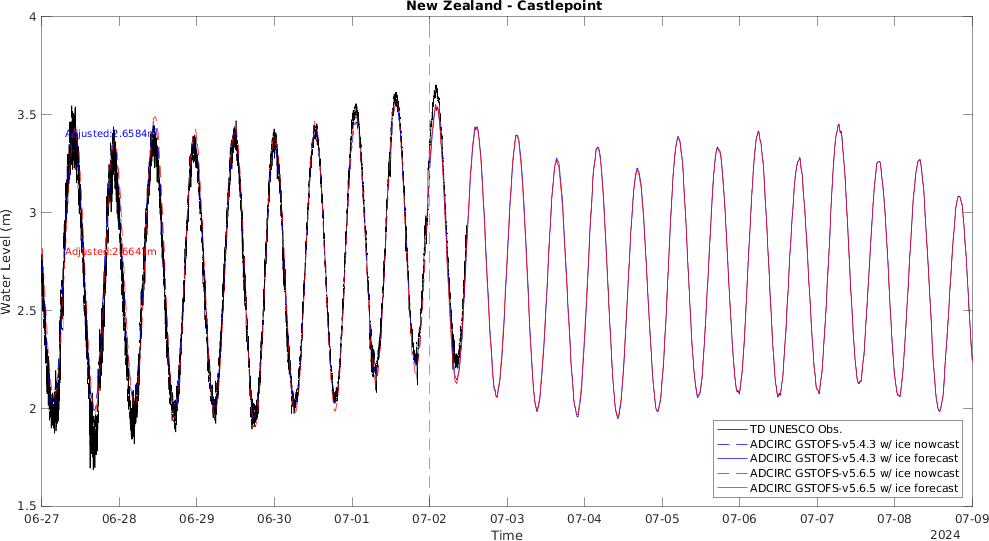 New Zealand - Castlepoint
4
3.5
3
2.5
2
1.5
Water Level (m)
Adjusted:2.6584m
TD UNESCO Obs.
ADCIRC GSTOFS-v5.4.3 w/ ice nowcast
ADCIRC GSTOFS-v5.4.3 w/ ice forecast
ADCIRC GSTOFS-v5.6.5 w/ ice nowcast
ADCIRC GSTOFS-v5.6.5 w/ ice forecast
06-27 06-28 06-29 06-30 07-01 07-02 07-03 07-04 07-05 07-06 07-07 07-08 07-09
Time
2024